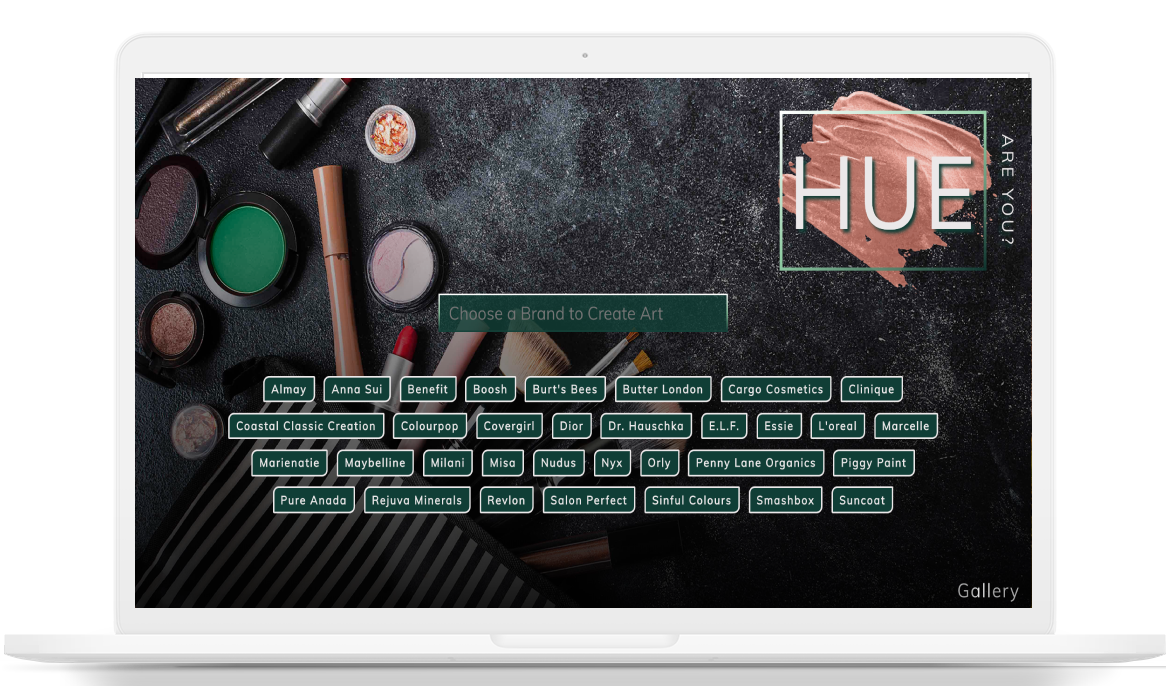 HUE
ARE YOU?
Choose a Brand to Create Art
Almay Anna Sui Benefit Boosh Burt's Bees Butter London Cargo Cosmetics Clinique
Coastal Classic Creation Colourpop Covergirl Dior Dr. Hauschka E.L.F. Essie L'oreal Marcelle
Marienatie Maybelline Milani Misa Nudus Nyx Orly Penny Lane Organics Piggy Paint
Pure Anada Rejuva Minerals Revlon Salon Perfect Sinful Colours Smashbox Suncoat
Gallery